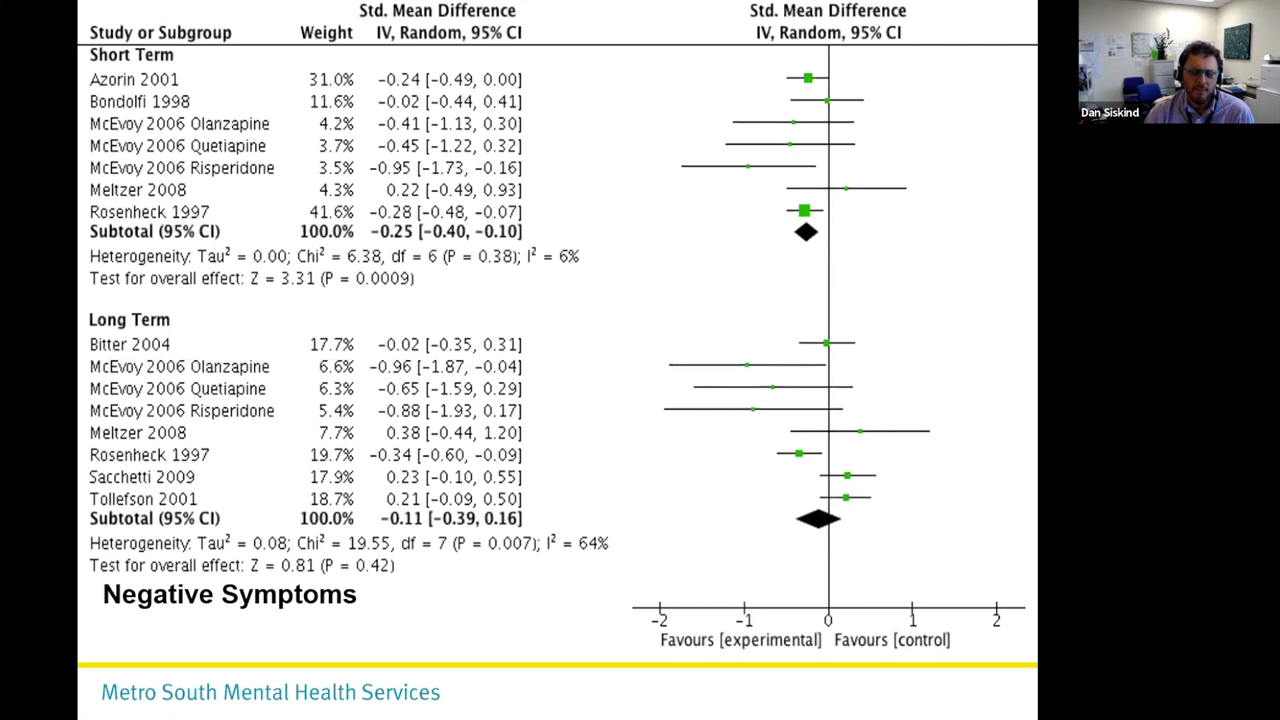 Std. Mean Difference Std. Mean Difference
Study or Subgroup Weight IV, Random, 95% CI IV, Random, 95% CI
Short Term
Azorin 2001 31.0% −0.24 [−0.49, 0.00]
Bondolfi 1998 11.6% −0.02 [−0.44, 0.41]
McEvoy 2006 Olanzapine 4.2% −0.41 [−1.13, 0.30]
McEvoy 2006 Quetiapine 3.7% −0.45 [−1.22, 0.32]
McEvoy 2006 Risperidone 3.5% −0.95 [−1.73, −0.16]
Meltzer 2008 4.3% 0.22 [−0.49, 0.93]
Rosenheck 1997 41.6% −0.28 [−0.48, −0.07]
Subtotal (95% CI) 100.0% −0.25 [−0.40, −0.10]
Heterogeneity: Tau² = 0.00; Chi² = 6.38, df = 6 (P = 0.38); I² = 6%
Test for overall effect: Z = 3.31 (P = 0.0009)
Long Term
Bitter 2004 17.7% −0.02 [−0.35, 0.31]
McEvoy 2006 Olanzapine 6.6% −0.96 [−1.87, −0.04]
McEvoy 2006 Quetiapine 6.3% −0.65 [−1.59, 0.29]
McEvoy 2006 Risperidone 5.4% −0.88 [−1.93, 0.17]
Meltzer 2008 7.7% 0.38 [−0.44, 1.20]
Rosenheck 1997 19.7% −0.34 [−0.60, −0.09]
Sacchetti 2009 17.9% 0.23 [−0.10, 0.55]
Tollefson 2001 18.7% 0.21 [−0.09, 0.50]
Subtotal (95% CI) 100.0% −0.11 [−0.39, 0.16]
Heterogeneity: Tau² = 0.08; Chi² = 19.55, df = 7 (P = 0.007); I² = 64%
Test for overall effect: Z = 0.81 (P = 0.42)
Negative Symptoms
−2 −1 0 1 2
Favours [experimental] Favours [control]
Metro South Mental Health Services
Dan Siskind